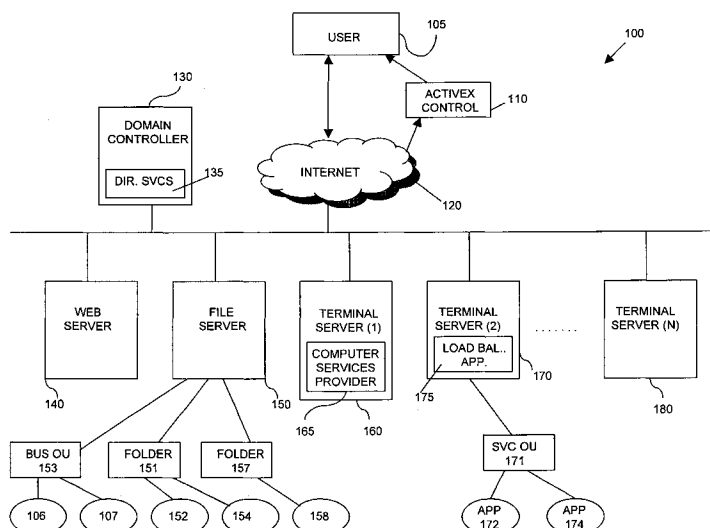 USER
105
100
130
ACTIVEX
CONTROL
110
DOMAIN
CONTROLLER
DIR. SVCS
135
INTERNET
120
WEB
SERVER
140
FILE
SERVER
150
TERMINAL
SERVER (1)
COMPUTER
SERVICES
PROVIDER
165
160
TERMINAL
SERVER (2)
LOAD BAL..
APP.
175
170
........
TERMINAL
SERVER (N)
180
BUS OU
153
FOLDER
151
FOLDER
157
SVC OU
171
106
107
152
154
158
APP
172
APP
174